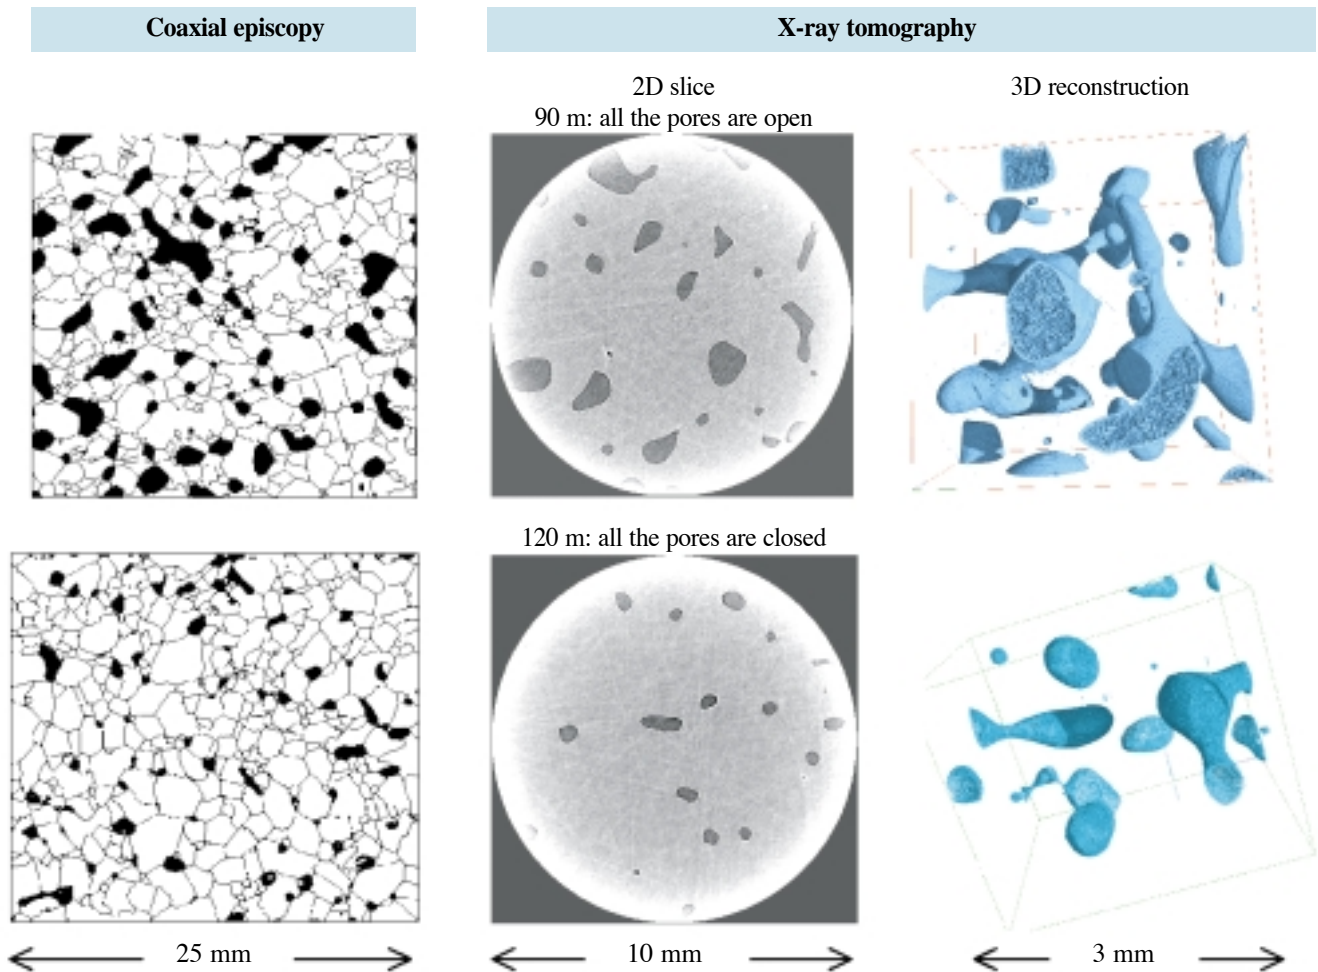 Coaxial episcopy
X-ray tomography
2D slice
3D reconstruction
90 m: all the pores are open
120 m: all the pores are closed
25 mm
10 mm
3 mm